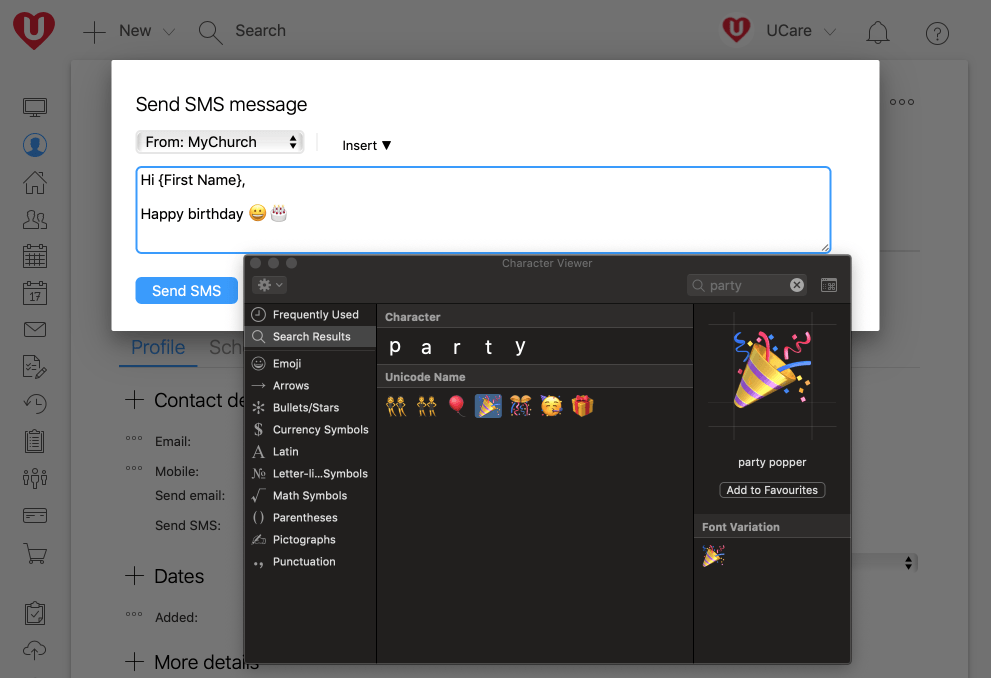 New
Search
UCare
Send SMS message
From: MyChurch
Insert ▼
Hi {First Name},
Happy birthday 😀🎂
Send SMS
Character Viewer
party
Frequently Used
Search Results
Emoji
Arrows
Bullets/Stars
Currency Symbols
Latin
Letter-li...Symbols
Math Symbols
Parentheses
Pictographs
Punctuation
Character
p a r t y
Unicode Name
party popper
Add to Favourites
Font Variation
17
Profile
Sch
Contact de
Email:
Mobile:
Send email:
Send SMS:
Dates
Added:
More details